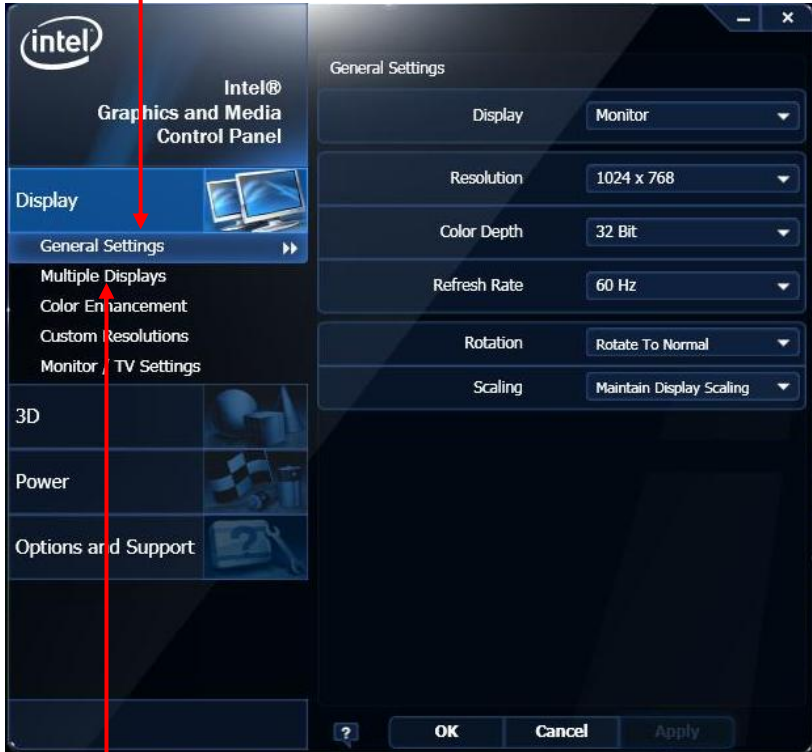 intel
Intel®
Graphics and Media
Control Panel
Display
General Settings
Multiple Displays
Color Enhancement
Custom Resolutions
Monitor / TV Settings
3D
Power
Options and Support
General Settings
Display Monitor
Resolution 1024 x 768
Color Depth 32 Bit
Refresh Rate 60 Hz
Rotation Rotate To Normal
Scaling Maintain Display Scaling
? OK Cancel Apply